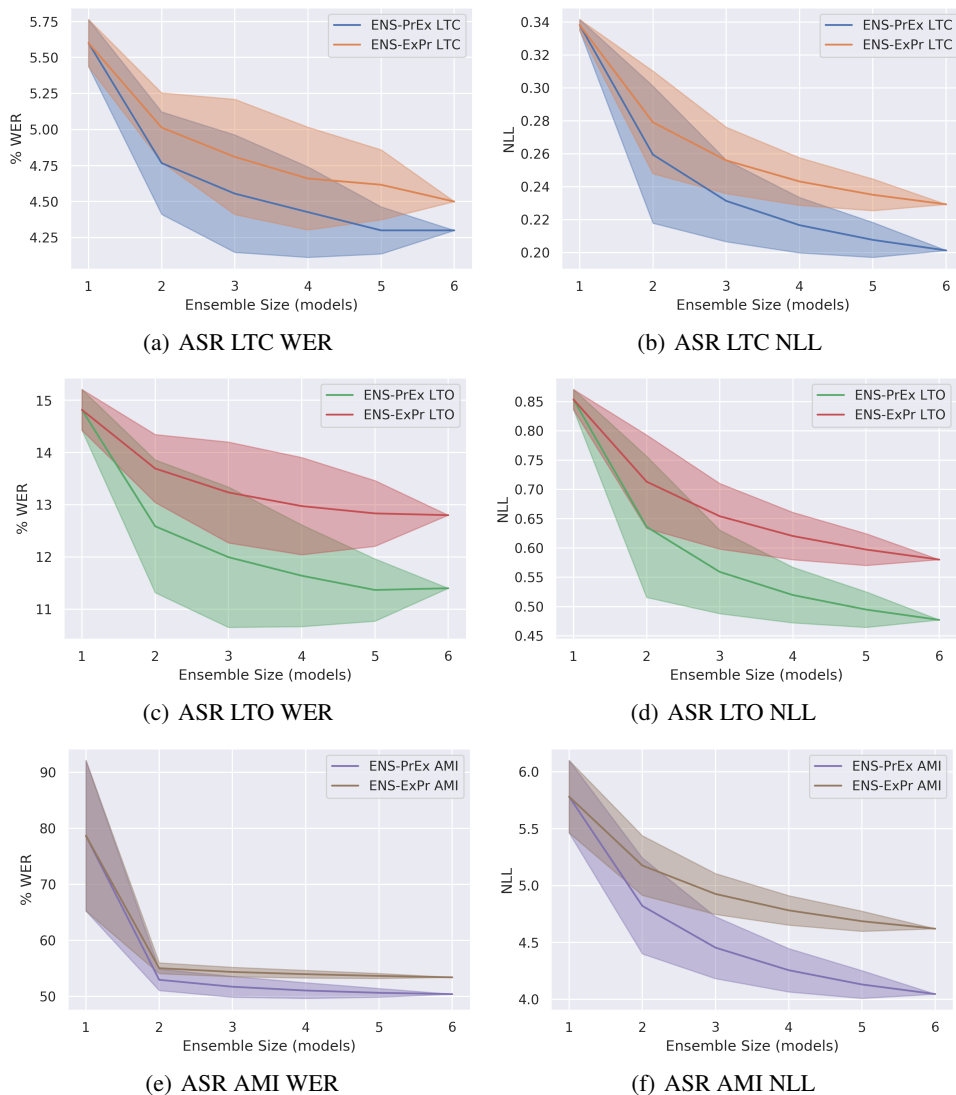 ENS-PrEx LTC
ENS-ExPr LTC
5.75
5.50
5.25
5.00
4.75
4.50
4.25
% WER
1 2 3 4 5 6
Ensemble Size (models)
(a) ASR LTC WER
ENS-PrEx LTC
ENS-ExPr LTC
0.34
0.32
0.30
0.28
0.26
0.24
0.22
0.20
NLL
1 2 3 4 5 6
Ensemble Size (models)
(b) ASR LTC NLL
ENS-PrEx LTO
ENS-ExPr LTO
15
14
13
12
11
% WER
1 2 3 4 5 6
Ensemble Size (models)
(c) ASR LTO WER
ENS-PrEx LTO
ENS-ExPr LTO
0.85
0.80
0.75
0.70
0.65
0.60
0.55
0.50
0.45
NLL
1 2 3 4 5 6
Ensemble Size (models)
(d) ASR LTO NLL
ENS-PrEx AMI
ENS-ExPr AMI
90
80
70
60
50
% WER
1 2 3 4 5 6
Ensemble Size (models)
(e) ASR AMI WER
ENS-PrEx AMI
ENS-ExPr AMI
6.0
5.5
5.0
4.5
4.0
NLL
1 2 3 4 5 6
Ensemble Size (models)
(f) ASR AMI NLL